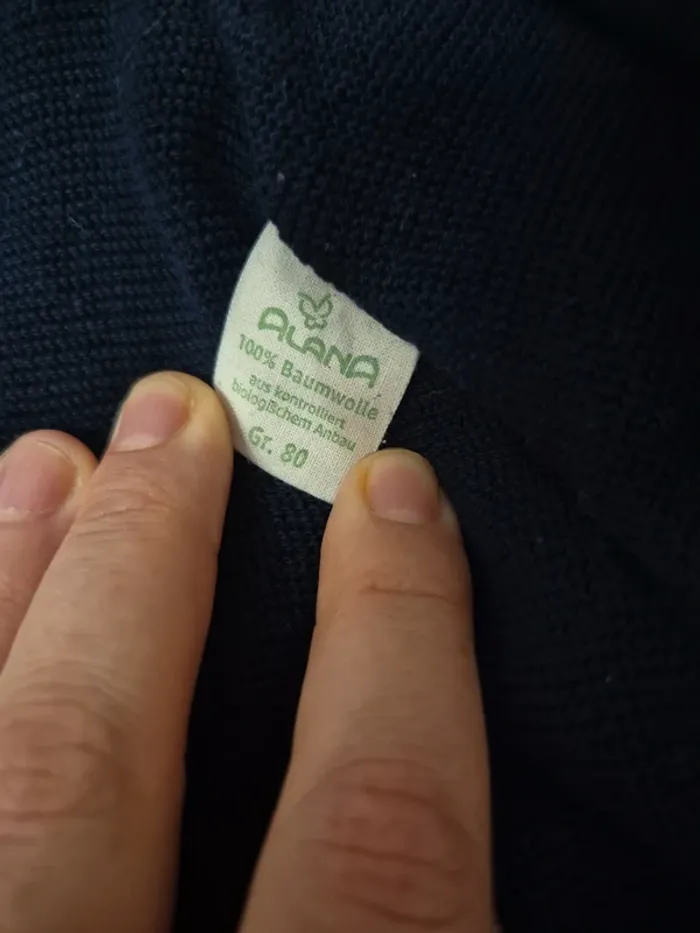 ALANA
100% Baumwolle
aus kontrolliert
biologischem Anbau
Gr. 80